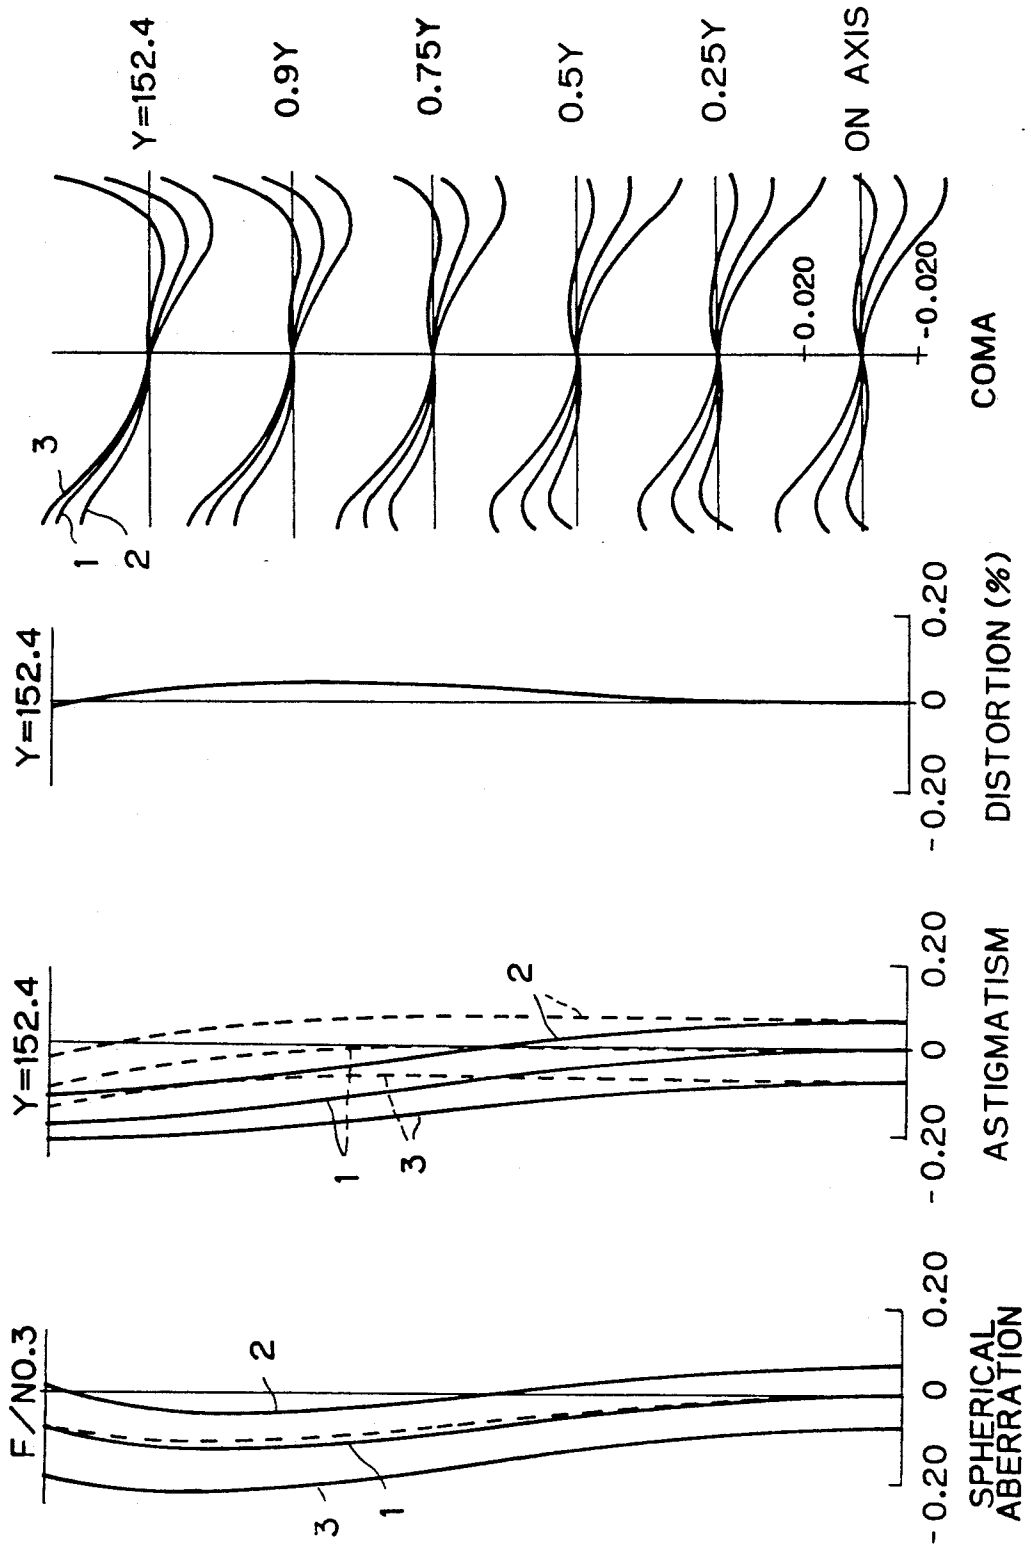 F/NO.3
2
1
3
-0.20
0
0.20
SPHERICAL
ABERRATION
Y=152.4
2
1
3
-0.20
0
0.20
ASTIGMATISM
Y=152.4
-0.20
0
0.20
DISTORTION (%)
3
1
2
Y=152.4
0.9Y
0.75Y
0.5Y
0.25Y
0.020
ON AXIS
-0.020
COMA